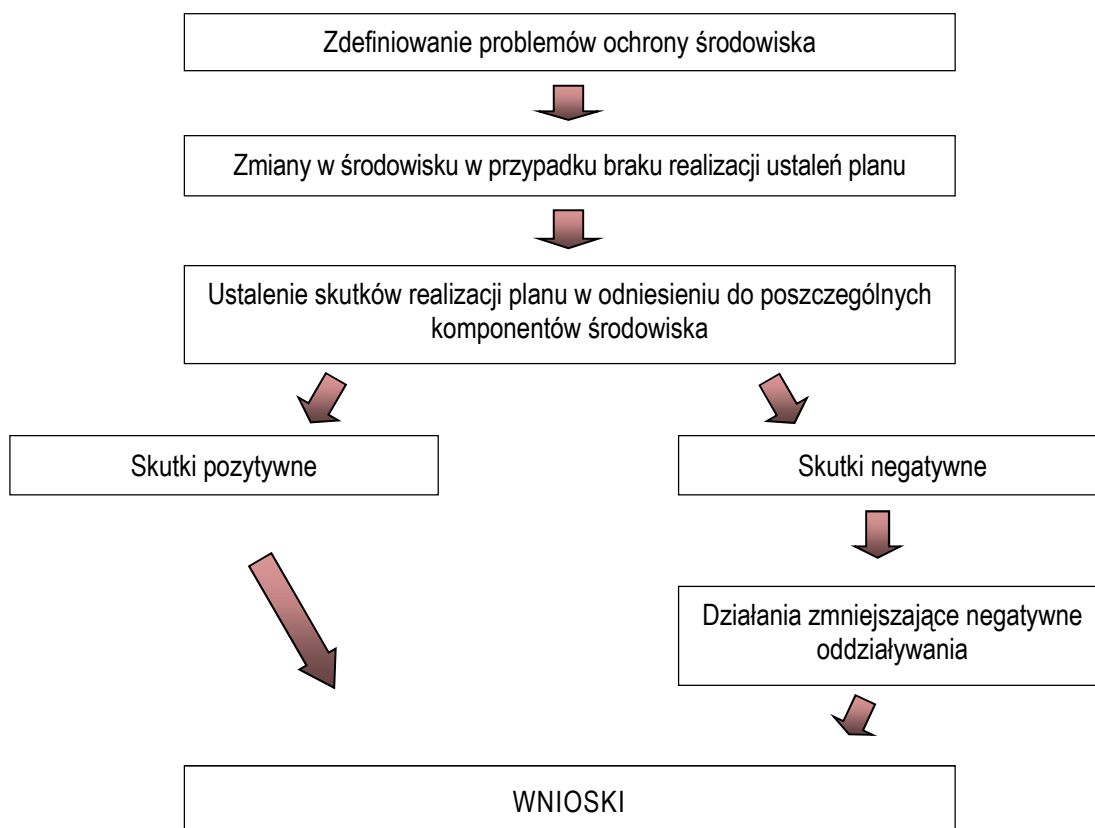 Zdefiniowanie problemów ochrony środowiska
Zmiany w środowisku w przypadku braku realizacji ustaleń planu
Ustalenie skutków realizacji planu w odniesieniu do poszczególnych
komponentów środowiska
Skutki pozytywne
Skutki negatywne
Działania zmniejszające negatywne
oddziaływania
WNIOSKI